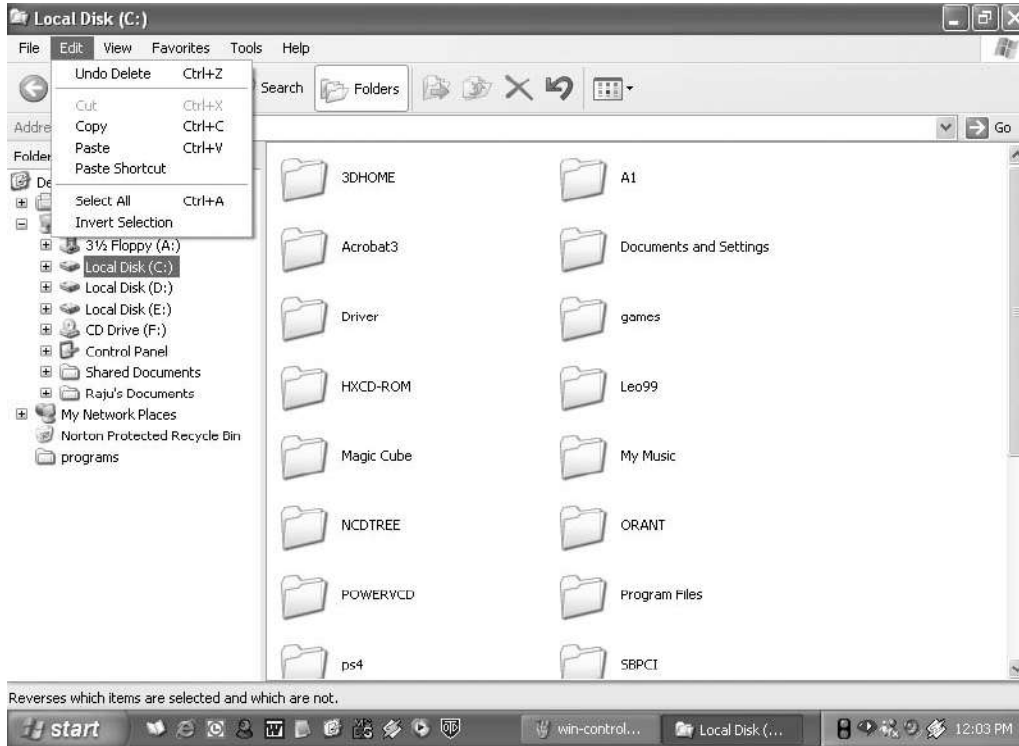 Local Disk (C:)
File Edit View Favorites Tools Help
Undo Delete Ctrl+Z
Cut Ctrl+X
Copy Ctrl+C
Paste Ctrl+V
Paste Shortcut
Select All Ctrl+A
Invert Selection
Search Folders
Addre
Go
Folder
De
3½ Floppy (A:)
Local Disk (C:)
Local Disk (D:)
Local Disk (E:)
CD Drive (F:)
Control Panel
Shared Documents
Raju's Documents
My Network Places
Norton Protected Recycle Bin
programs
3DHOME A1
Acrobat3 Documents and Settings
Driver games
HXCD-ROM Leo99
Magic Cube My Music
NCDTREE ORANT
POWERVCD Program Files
ps4 SBPCI
Reverses which items are selected and which are not.
start win-control... Local Disk (... 12:03 PM